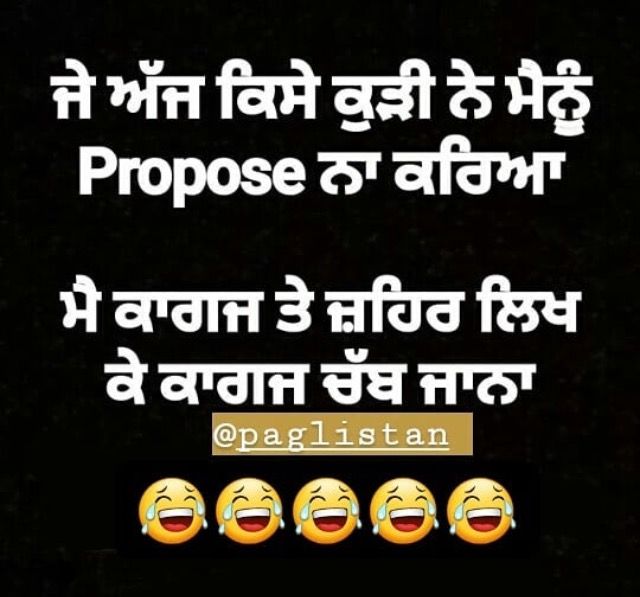 ਜੇ ਅੱਜ ਕਿਸੇ ਕੁੜੀ ਨੇ ਮੈਨੂੰ
Propose ਨਾ ਕਰਿਆ
ਮੈ ਕਾਗਜ ਤੇ ਜ਼ਹਿਰ ਲਿਖ
ਕੇ ਕਾਗਜ ਚੱਬ ਜਾਨਾ
@paglistan
😂😂😂😂😂